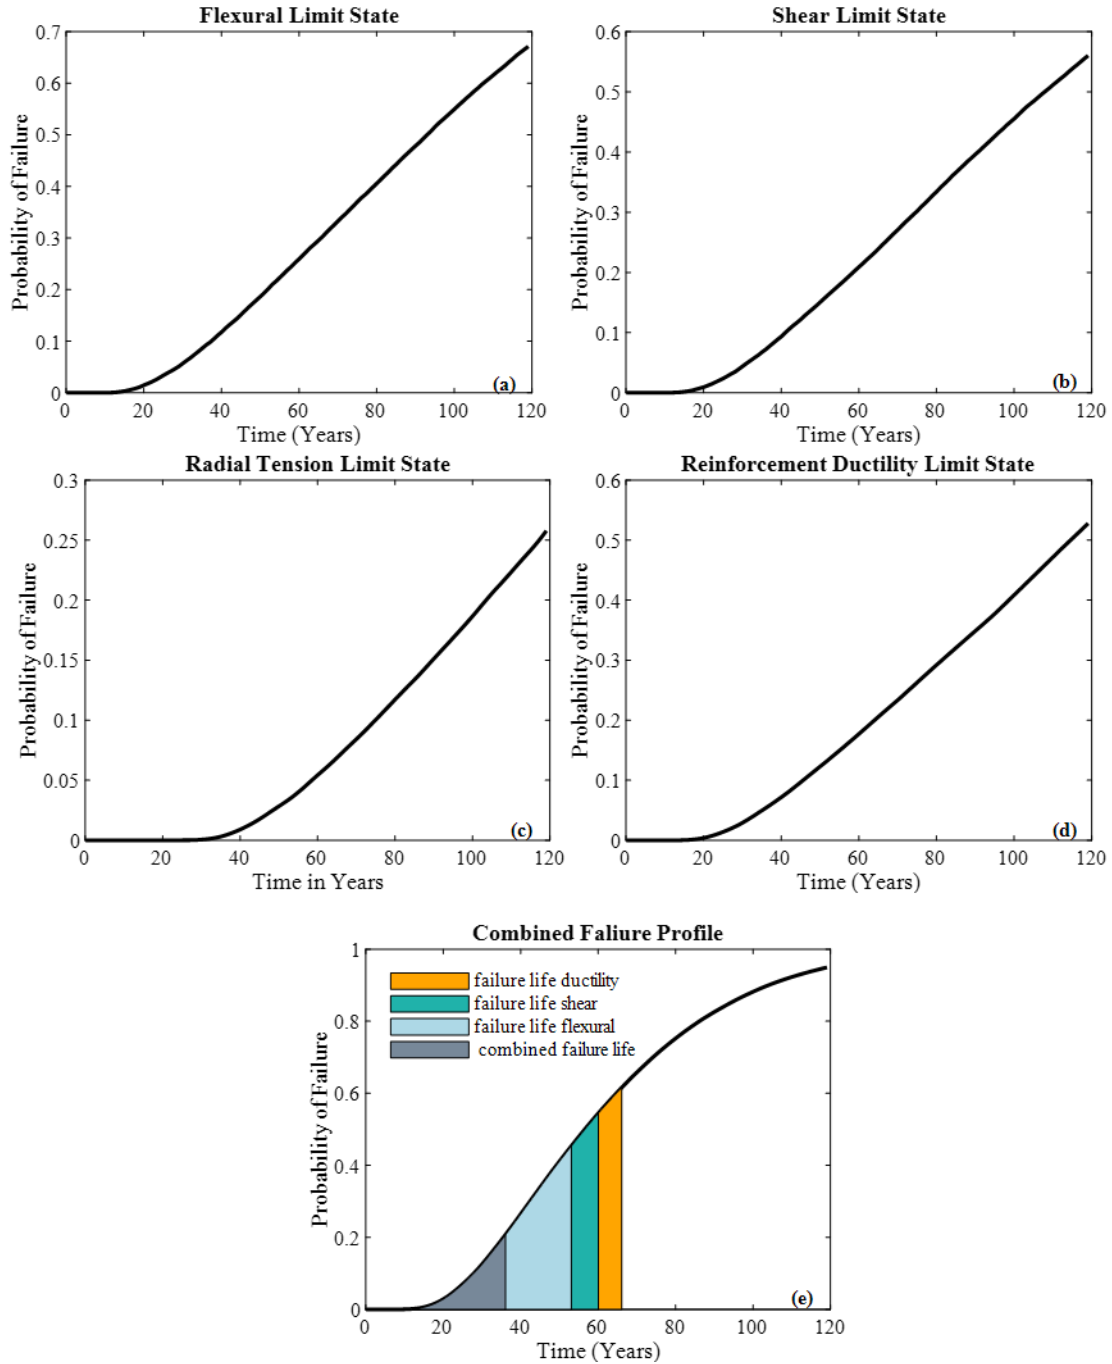 Flexural Limit State
Probability of Failure
0.7
0.6
0.5
0.4
0.3
0.2
0.1
0
0 20 40 60 80 100 120
Time (Years)
(a)
Shear Limit State
Probability of Failure
0.6
0.5
0.4
0.3
0.2
0.1
0
0 20 40 60 80 100 120
Time (Years)
(b)
Radial Tension Limit State
Probability of Failure
0.3
0.25
0.2
0.15
0.1
0.05
0
0 20 40 60 80 100 120
Time in Years
(c)
Reinforcement Ductility Limit State
Probability of Failure
0.6
0.5
0.4
0.3
0.2
0.1
0
0 20 40 60 80 100 120
Time (Years)
(d)
Combined Faliure Profile
Probability of Failure
1
0.8
0.6
0.4
0.2
0
failure life ductility
failure life shear
failure life flexural
combined failure life
0 20 40 60 80 100 120
Time (Years)
(e)